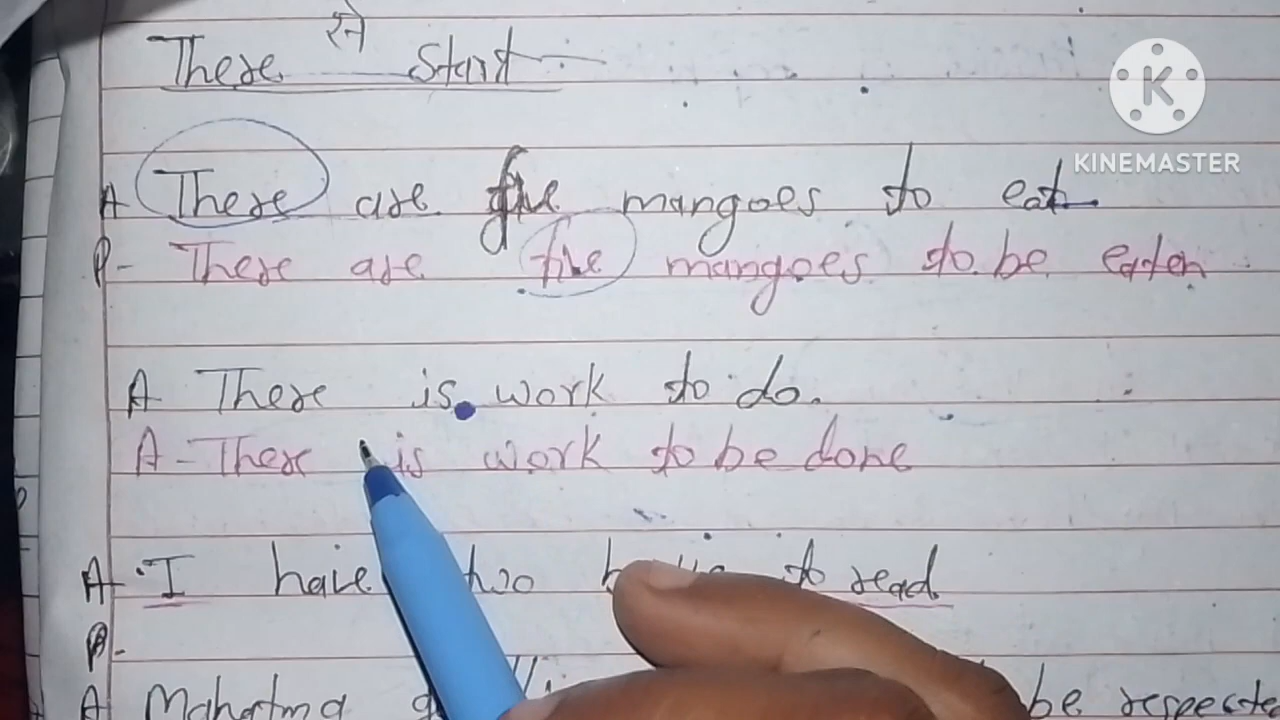 There से Start
KINEMASTER
A There are five mangoes to eat
P- There are five mangoes to be eaten
A There is work to do.
A- There is work to be done
A- I have two to read
P-
A Mahatma be respecte